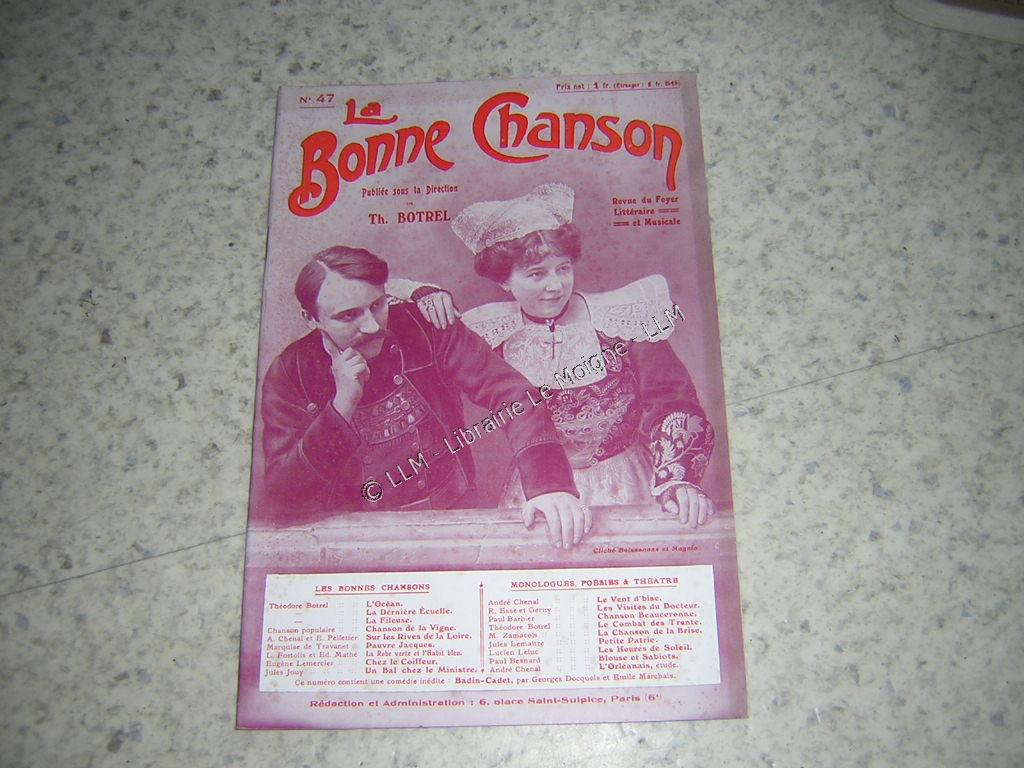 N° 47
Prix net : 1 fr. (Etranger : 1 fr. 50)
La
Bonne Chanson
Publiée sous la Direction
DE
Th. BOTREL
Revue du Foyer
Littéraire
et Musicale
© LLM - Librairie Le Moigne - LLM
Cliché Boissonnas et Magnin
LES BONNES CHANSONS
Théodore Botrel : : L'Océan.
— : : La Dernière Écuelle.
— : : La Fileuse.
Chanson populaire : : Chanson de la Vigne.
A. Chenal et E. Pelletier Sur les Rives de la Loire.
Marquise de Travanet : : Pauvre Jacques.
L. Fortolis et Ed. Mathé La Robe verte et l'Habit bleu.
Eugène Lemercier : : Chez le Coiffeur.
Jules Jouy : : Un Bal chez le Ministre.
MONOLOGUES, POÉSIES & THÉATRE
André Chenal : : Le Vent d'bise.
R. Esse et Gerny : : Les Visites du Docteur.
Paul Barbier : : Chanson Beauceronne.
Théodore Botrel : : Le Combat des Trente.
M. Zamacoïs : : La Chanson de la Brise.
Jules Lemaître : : Petite Patrie.
Lucien Leluc : : Les Heures de Soleil.
Paul Besnard : : Blouse et Sabiots.
André Chenal : : L'Orléanais, étude.
Ce numéro contient une comédie inédite : Badin-Cadet, par Georges Docquois et Emile Marchais.
Rédaction et Administration : 6, place Saint-Sulpice, Paris (6e)